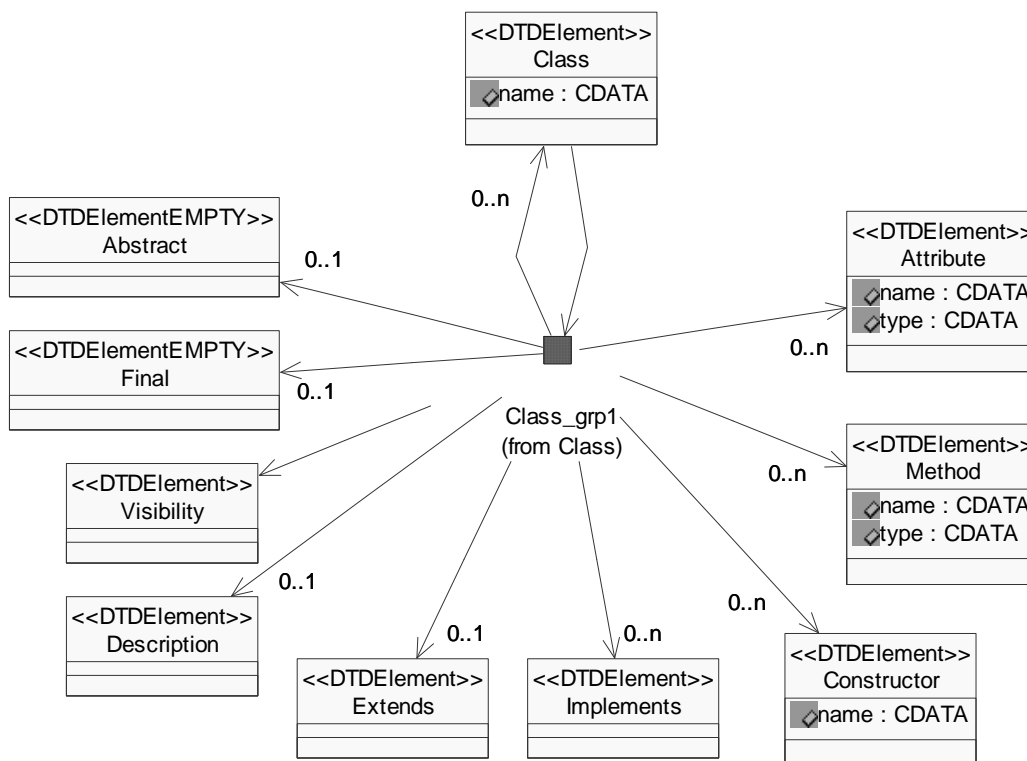 <<DTDElement>>
Class
name : CDATA
0..n
<<DTDElementEMPTY>>
Abstract
0..1
<<DTDElement>>
Attribute
name : CDATA
type : CDATA
0..n
<<DTDElementEMPTY>>
Final
0..1
Class_grp1
(from Class)
<<DTDElement>>
Visibility
<<DTDElement>>
Method
name : CDATA
type : CDATA
0..n
<<DTDElement>>
Description
0..1
<<DTDElement>>
Extends
0..1
<<DTDElement>>
Implements
0..n
<<DTDElement>>
Constructor
name : CDATA
0..n